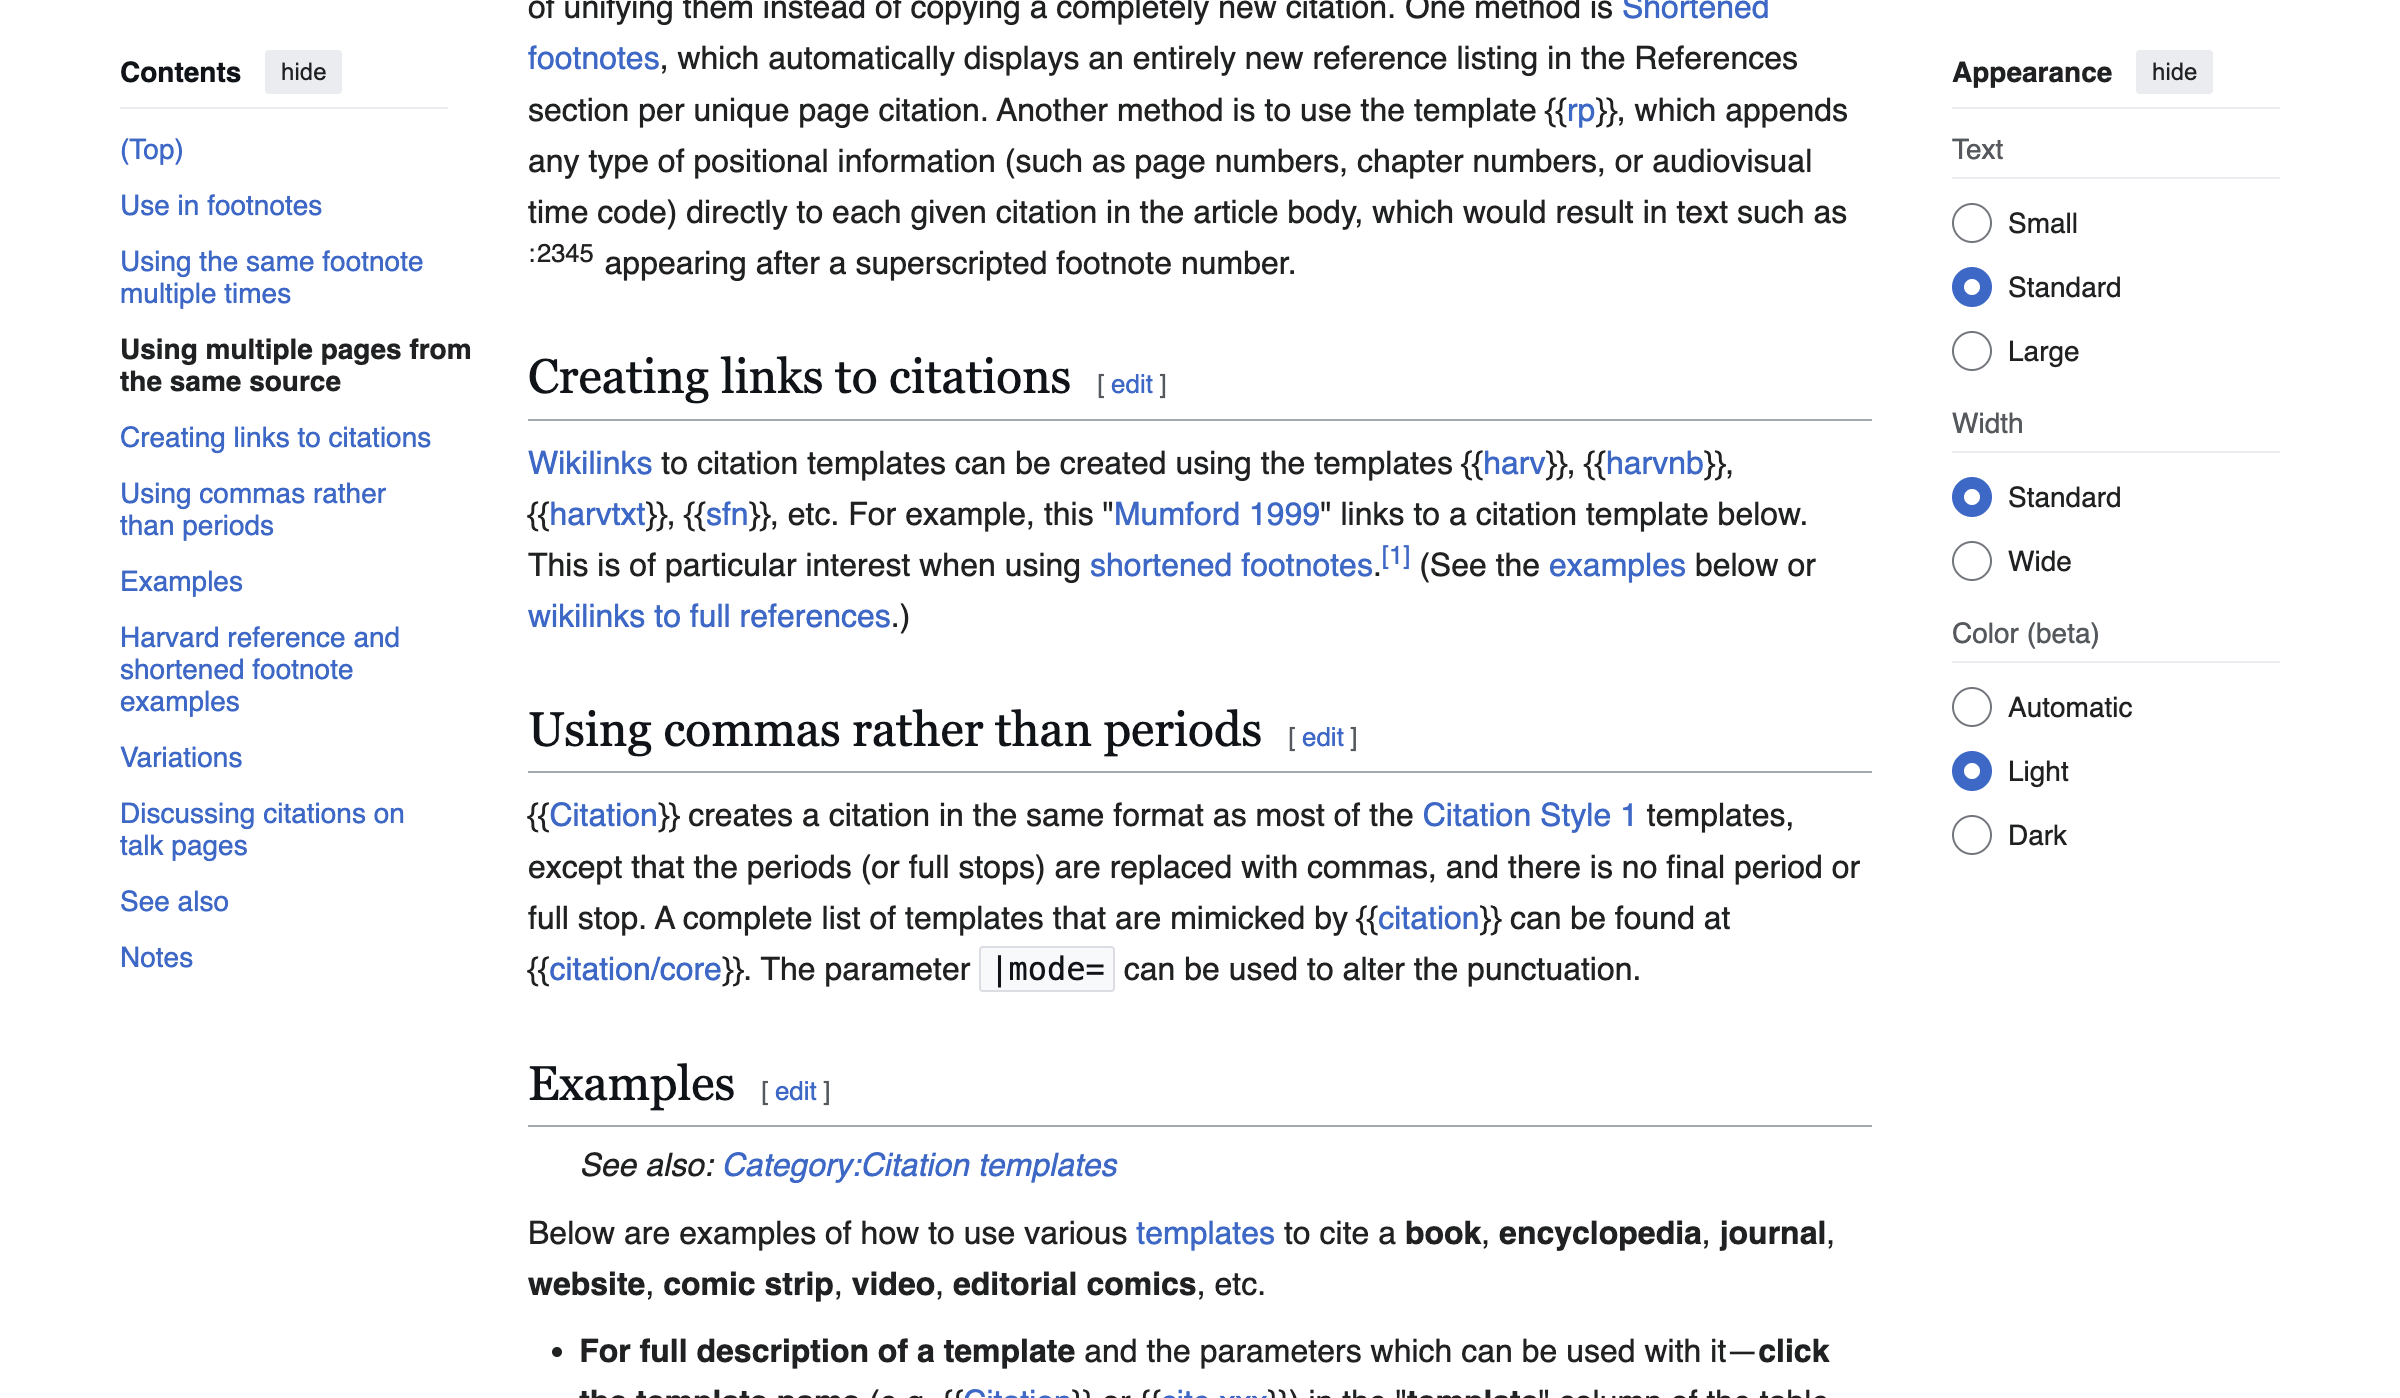 Contents hide
(Top)
Use in footnotes
Using the same footnote
multiple times
Using multiple pages from
the same source
Creating links to citations
Using commas rather
than periods
Examples
Harvard reference and
shortened footnote
examples
Variations
Discussing citations on
talk pages
See also
Notes
of unifying them instead of copying a completely new citation. One method is Shortened
footnotes, which automatically displays an entirely new reference listing in the References
section per unique page citation. Another method is to use the template {{rp}}, which appends
any type of positional information (such as page numbers, chapter numbers, or audiovisual
time code) directly to each given citation in the article body, which would result in text such as
:2345 appearing after a superscripted footnote number.
Creating links to citations [ edit ]
Wikilinks to citation templates can be created using the templates {{harv}}, {{harvnb}},
{{harvtxt}}, {{sfn}}, etc. For example, this "Mumford 1999" links to a citation template below.
This is of particular interest when using shortened footnotes.[1] (See the examples below or
wikilinks to full references.)
Using commas rather than periods [ edit ]
{{Citation}} creates a citation in the same format as most of the Citation Style 1 templates,
except that the periods (or full stops) are replaced with commas, and there is no final period or
full stop. A complete list of templates that are mimicked by {{citation}} can be found at
{{citation/core}}. The parameter |mode= can be used to alter the punctuation.
Examples [ edit ]
See also: Category:Citation templates
Below are examples of how to use various templates to cite a book, encyclopedia, journal,
website, comic strip, video, editorial comics, etc.
• For full description of a template and the parameters which can be used with it—click
the template name (e.g. {{Citation}} or {{cite xxx}}) in the "template" column of the table
Appearance hide
Text
Small
Standard
Large
Width
Standard
Wide
Color (beta)
Automatic
Light
Dark